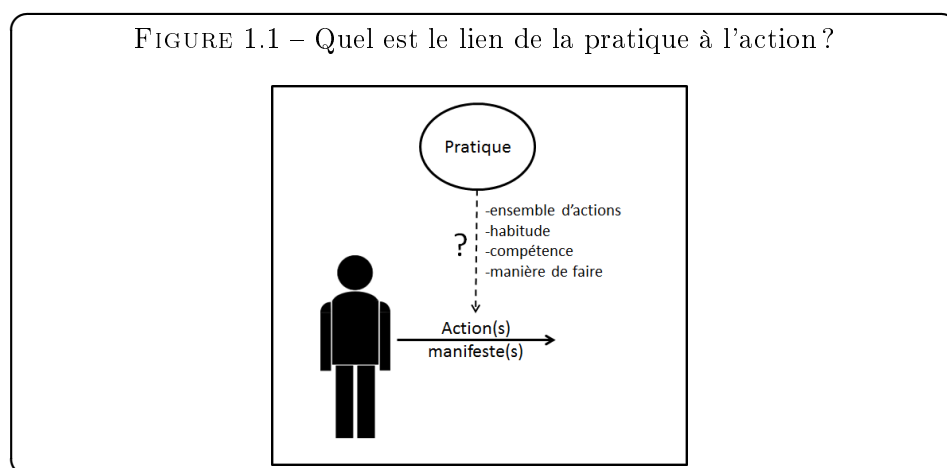 FIGURE 1.1 – Quel est le lien de la pratique à l'action ?
Pratique
-ensemble d'actions
-habitude
?
-compétence
-manière de faire
Action(s)
manifeste(s)